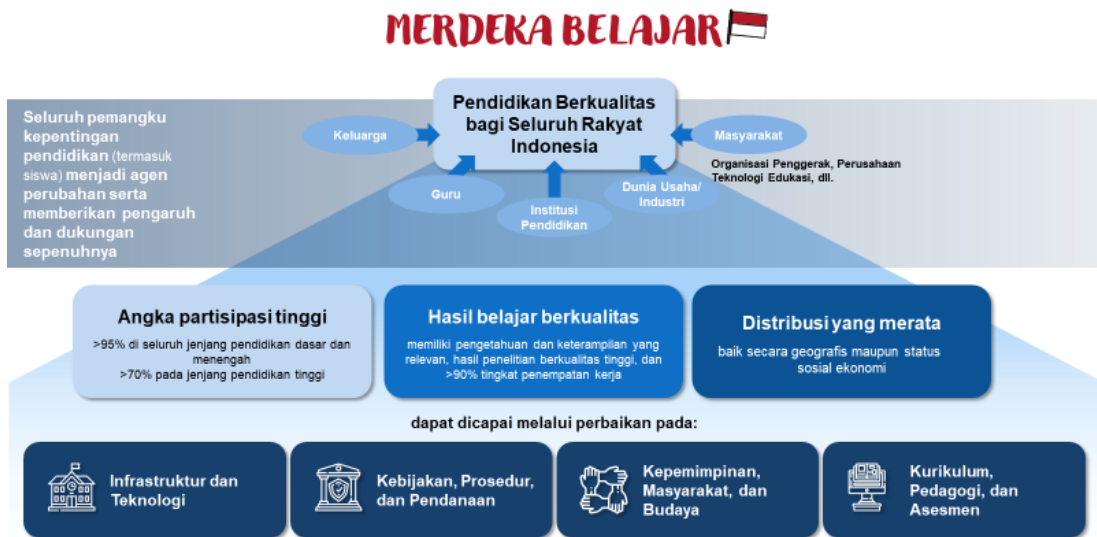 MERDEKA BELAJAR
Pendidikan Berkualitas
bagi Seluruh Rakyat
Indonesia
Seluruh pemangku
kepentingan
pendidikan (termasuk
siswa) menjadi agen
perubahan serta
memberikan pengaruh
dan dukungan
sepenuhnya
Keluarga
Guru
Institusi
Pendidikan
Dunia Usaha/
Industri
Masyarakat
Organisasi Penggerak, Perusahaan
Teknologi Edukasi, dll.
Angka partisipasi tinggi
>95% di seluruh jenjang pendidikan dasar dan
menengah
>70% pada jenjang pendidikan tinggi
Hasil belajar berkualitas
memiliki pengetahuan dan keterampilan yang
relevan, hasil penelitian berkualitas tinggi, dan
>90% tingkat penempatan kerja
Distribusi yang merata
baik secara geografis maupun status
sosial ekonomi
dapat dicapai melalui perbaikan pada:
Infrastruktur dan
Teknologi
Kebijakan, Prosedur,
dan Pendanaan
Kepemimpinan,
Masyarakat, dan
Budaya
Kurikulum,
Pedagogi, dan
Asesmen